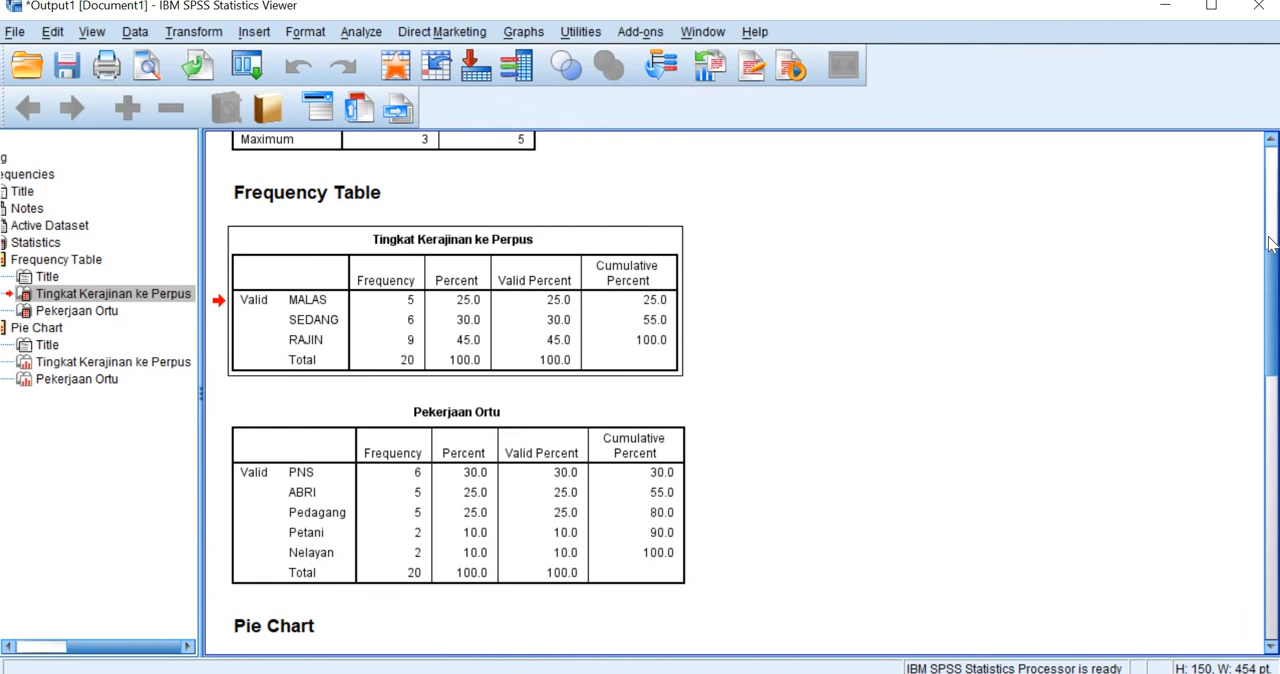 *Output1 [Document1] - IBM SPSS Statistics Viewer
File Edit View Data Transform Insert Format Analyze Direct Marketing Graphs Utilities Add-ons Window Help
g
equencies
Title
Notes
Active Dataset
Statistics
Frequency Table
Title
Tingkat Kerajinan ke Perpus
Pekerjaan Ortu
Pie Chart
Title
Tingkat Kerajinan ke Perpus
Pekerjaan Ortu
Maximum 3 5
Frequency Table
Tingkat Kerajinan ke Perpus
Frequency Percent Valid Percent Cumulative Percent
Valid MALAS 5 25.0 25.0 25.0
SEDANG 6 30.0 30.0 55.0
RAJIN 9 45.0 45.0 100.0
Total 20 100.0 100.0
Pekerjaan Ortu
Frequency Percent Valid Percent Cumulative Percent
Valid PNS 6 30.0 30.0 30.0
ABRI 5 25.0 25.0 55.0
Pedagang 5 25.0 25.0 80.0
Petani 2 10.0 10.0 90.0
Nelayan 2 10.0 10.0 100.0
Total 20 100.0 100.0
Pie Chart
IBM SPSS Statistics Processor is ready H: 150, W: 454 pt.